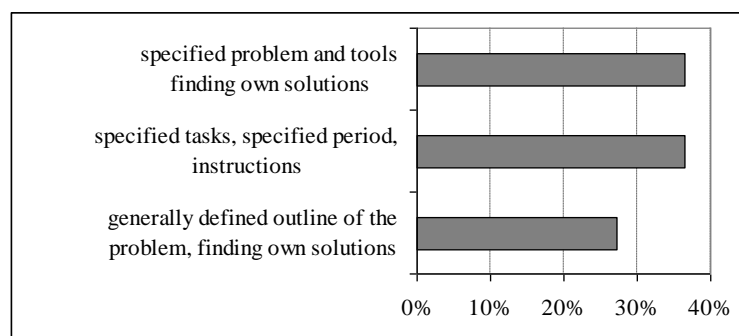 specified problem and tools
finding own solutions
specified tasks, specified period,
instructions
generally defined outline of the
problem, finding own solutions
0% 10% 20% 30% 40%